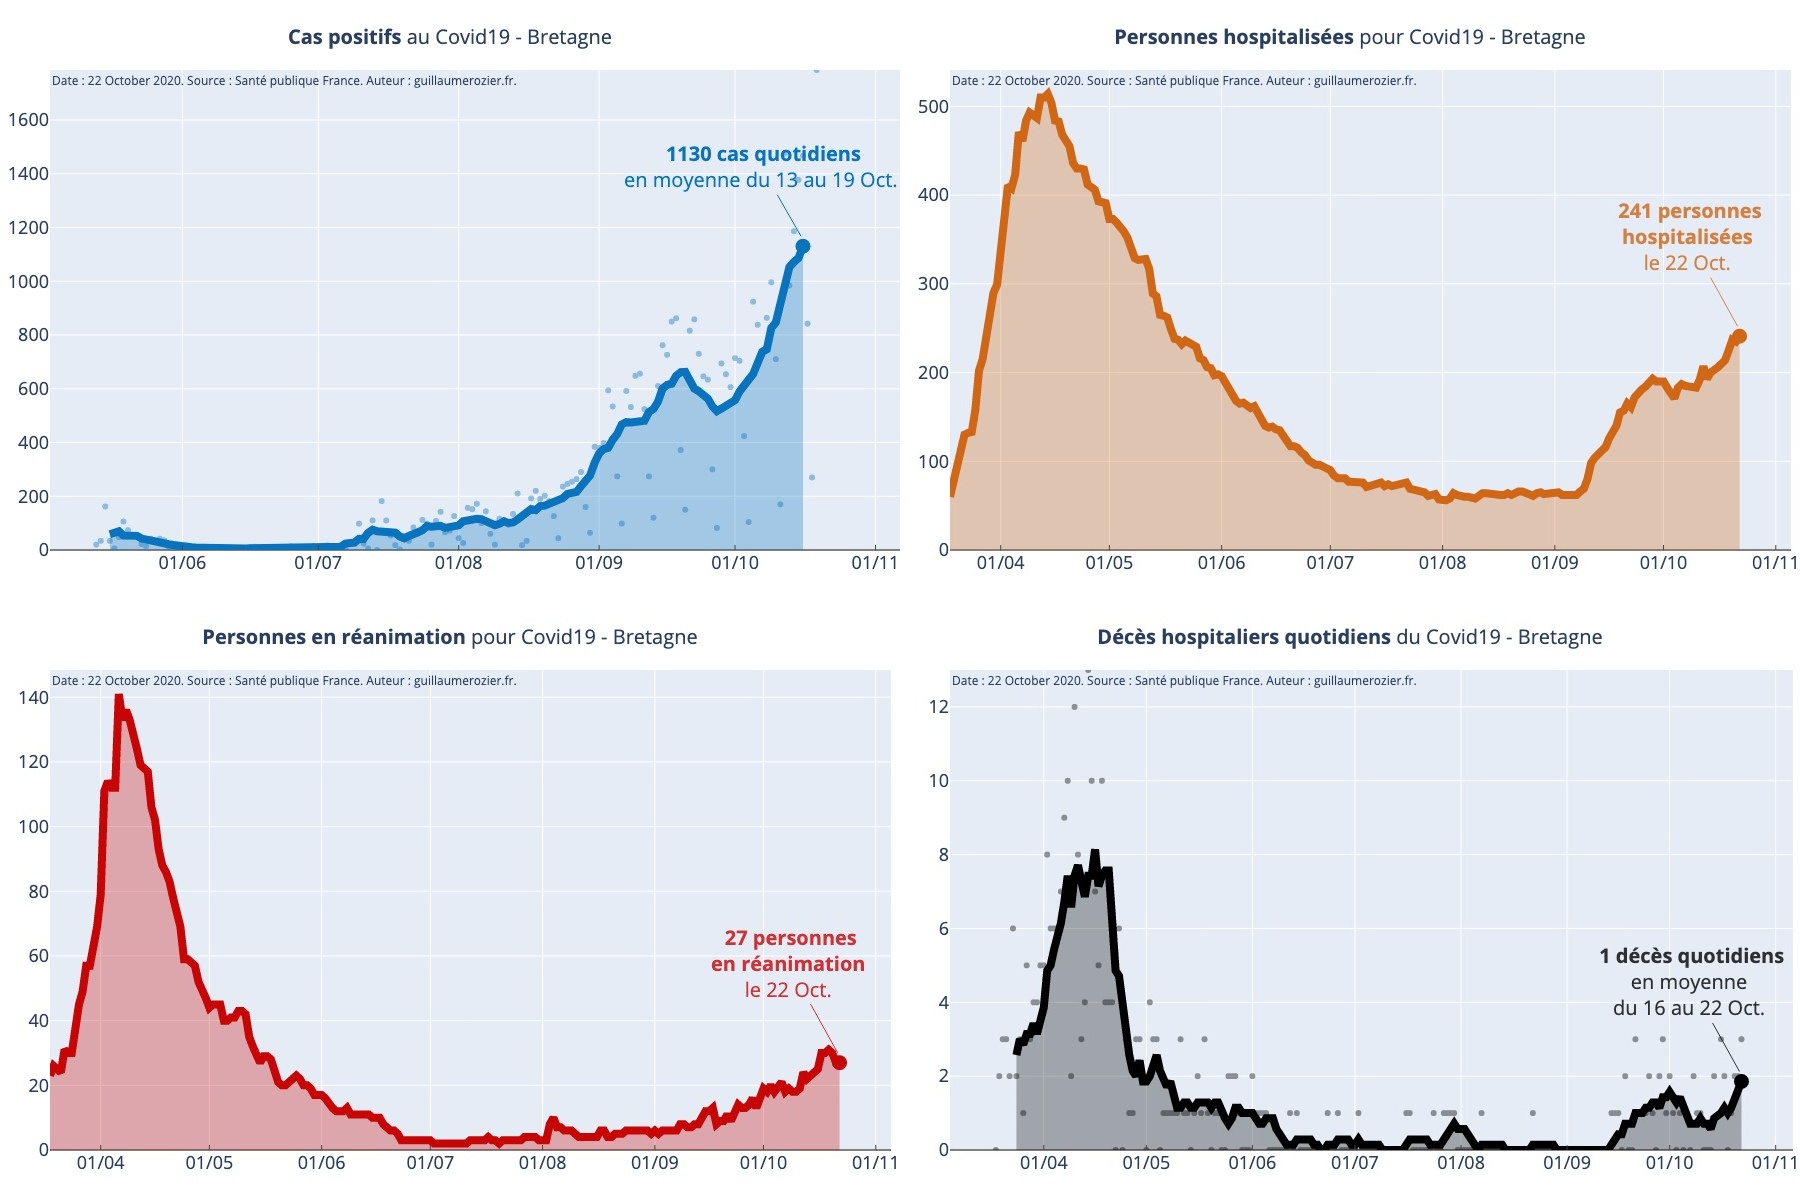 Cas positifs au Covid19 - Bretagne
Date : 22 October 2020. Source : Santé publique France. Auteur : guillaumerozier.fr.
1600
1400
1200
1000
800
600
400
200
0
1130 cas quotidiens
en moyenne du 13 au 19 Oct.
01/06 01/07 01/08 01/09 01/10 01/11
Personnes hospitalisées pour Covid19 - Bretagne
Date : 22 October 2020. Source : Santé publique France. Auteur : guillaumerozier.fr.
500
400
300
200
100
0
241 personnes
hospitalisées
le 22 Oct.
01/04 01/05 01/06 01/07 01/08 01/09 01/10 01/11
Personnes en réanimation pour Covid19 - Bretagne
Date : 22 October 2020. Source : Santé publique France. Auteur : guillaumerozier.fr.
140
120
100
80
60
40
20
0
27 personnes
en réanimation
le 22 Oct.
01/04 01/05 01/06 01/07 01/08 01/09 01/10 01/11
Décès hospitaliers quotidiens du Covid19 - Bretagne
Date : 22 October 2020. Source : Santé publique France. Auteur : guillaumerozier.fr.
12
10
8
6
4
2
0
1 décès quotidiens
en moyenne
du 16 au 22 Oct.
01/04 01/05 01/06 01/07 01/08 01/09 01/10 01/11